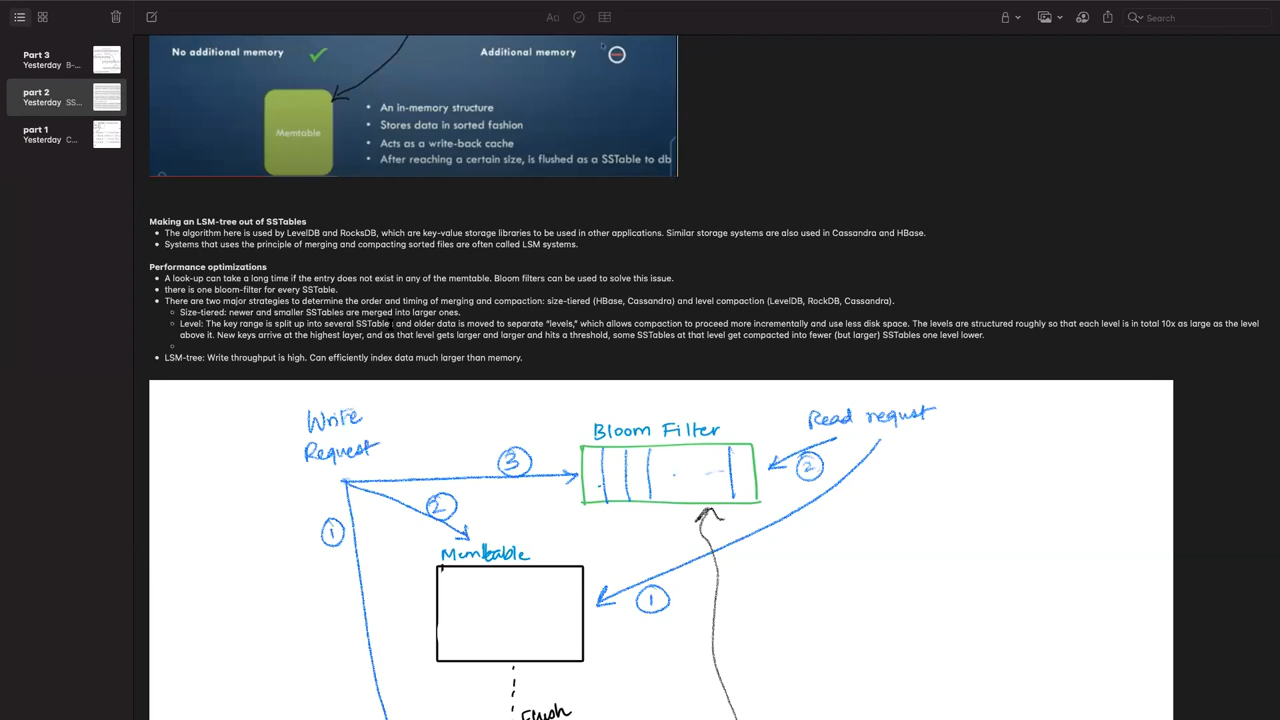 Search
Part 3
Yesterday B-...
part 2
Yesterday SS...
part 1
Yesterday C...
No additional memory
Additional memory
Memtable
• An in-memory structure
• Stores data in sorted fashion
• Acts as a write-back cache
• After reaching a certain size, is flushed as a SSTable to db
Making an LSM-tree out of SSTables
• The algorithm here is used by LevelDB and RocksDB, which are key-value storage libraries to be used in other applications. Similar storage systems are also used in Cassandra and HBase.
• Systems that uses the principle of merging and compacting sorted files are often called LSM systems.
Performance optimizations
• A look-up can take a long time if the entry does not exist in any of the memtable. Bloom filters can be used to solve this issue.
• there is one bloom-filter for every SSTable.
• There are two major strategies to determine the order and timing of merging and compaction: size-tiered (HBase, Cassandra) and level compaction (LevelDB, RockDB, Cassandra).
◦ Size-tiered: newer and smaller SSTables are merged into larger ones.
◦ Level: The key range is split up into several SSTables and older data is moved to separate “levels,” which allows compaction to proceed more incrementally and use less disk space. The levels are structured roughly so that each level is in total 10x as large as the level
above it. New keys arrive at the highest layer, and as that level gets larger and larger and hits a threshold, some SSTables at that level get compacted into fewer (but larger) SSTables one level lower.
• LSM-tree: Write throughput is high. Can efficiently index data much larger than memory.
Write
Request
Bloom Filter
Read requst
3
2
2
1
Memtable
1
Flush